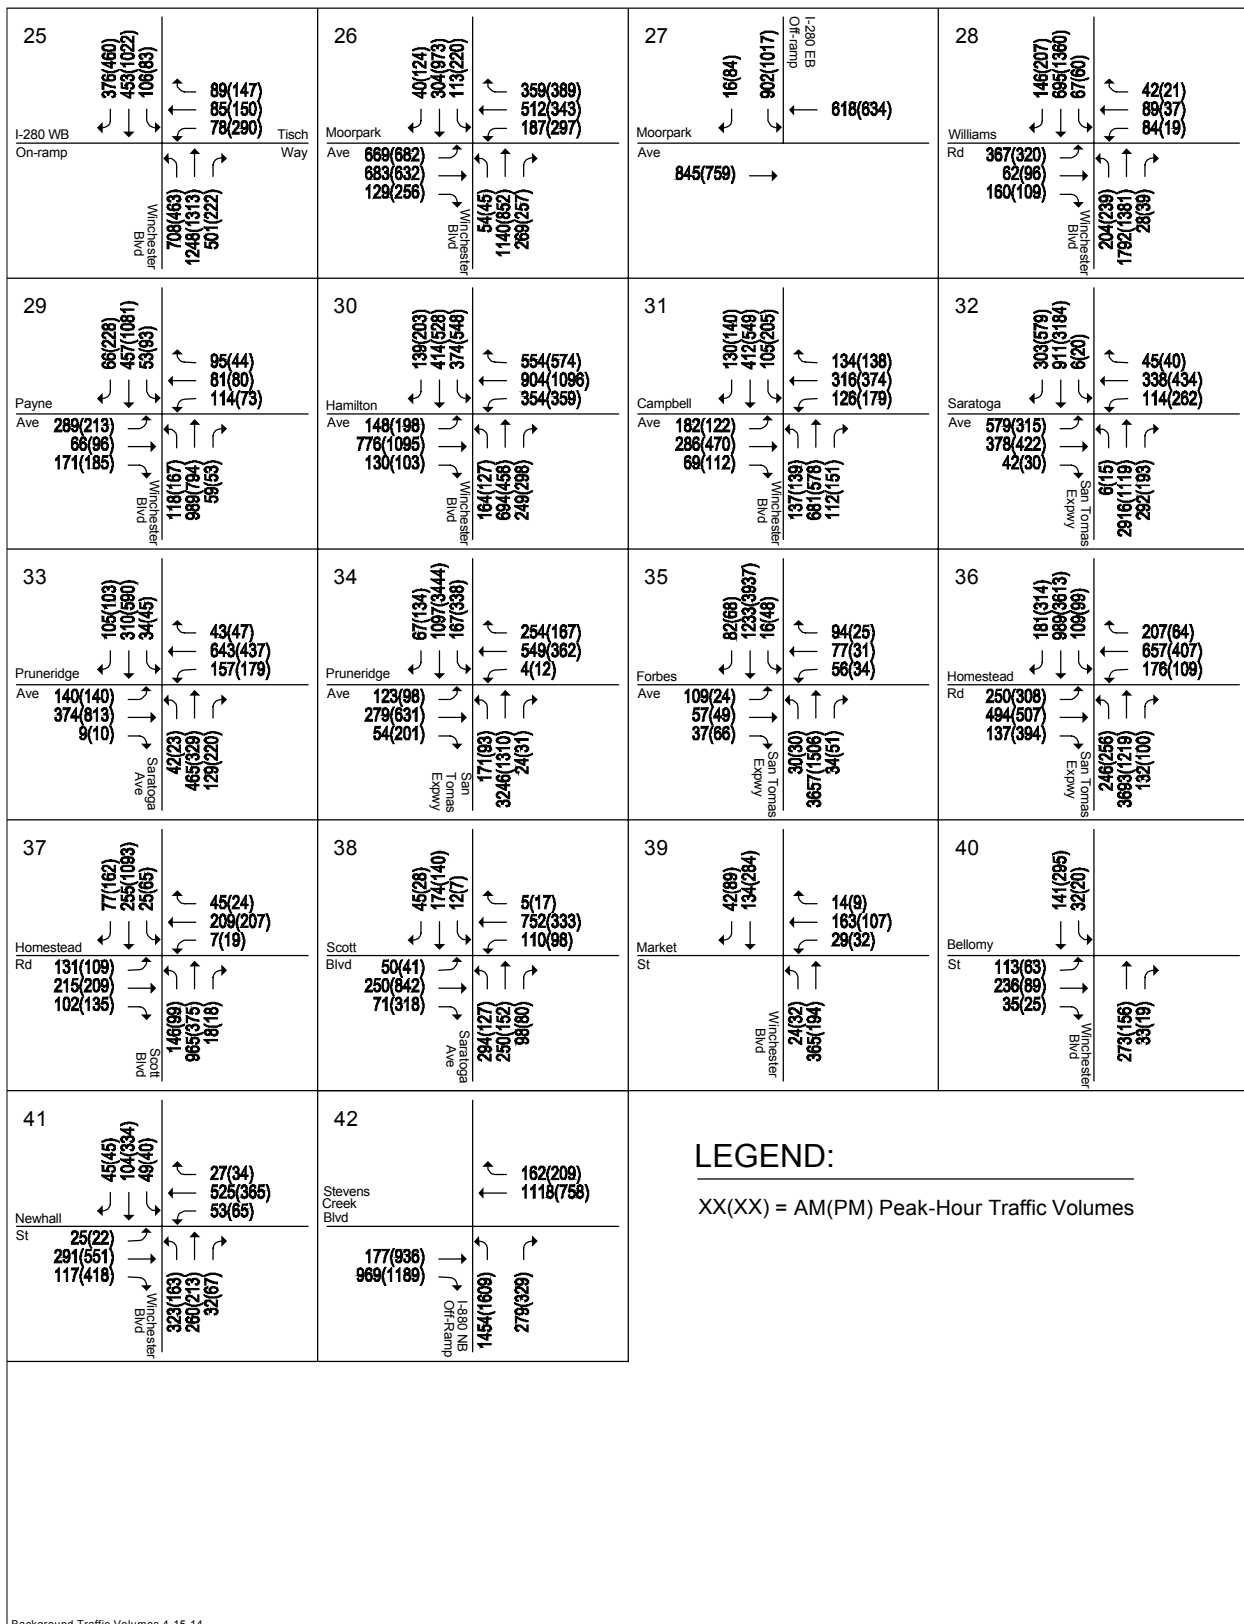 25
376(460)
453(1022)
106(83)
89(147)
85(150)
78(290)
I-280 WB
On-ramp
Tisch
Way
Winchester
Blvd
708(463)
1248(1313)
501(222)
26
40(124)
304(973)
113(220)
359(389)
512(343)
187(297)
Moorpark
Ave
669(682)
683(632)
129(256)
Winchester
Blvd
54(45)
1140(852)
269(257)
27
16(84)
902(1017)
I-280 EB
Off-ramp
618(634)
Moorpark
Ave
845(759)
28
146(207)
695(1360)
67(60)
42(21)
89(37)
84(19)
Williams
Rd
367(320)
62(96)
160(109)
Winchester
Blvd
204(239)
1792(1381)
28(39)
29
66(228)
457(1081)
53(93)
95(44)
81(80)
114(73)
Payne
Ave
289(213)
66(96)
171(185)
Winchester
Blvd
118(167)
989(794)
59(53)
30
139(203)
414(528)
374(548)
554(574)
904(1096)
354(359)
Hamilton
Ave
148(198)
776(1095)
130(103)
Winchester
Blvd
164(127)
694(458)
249(298)
31
130(140)
412(549)
105(205)
134(138)
316(374)
126(179)
Campbell
Ave
182(122)
286(470)
69(112)
Winchester
Blvd
137(139)
681(578)
112(151)
32
303(579)
911(3184)
6(20)
45(40)
338(434)
114(262)
Saratoga
Ave
579(315)
378(422)
42(30)
San Tomas
Expwy
6(15)
2916(1119)
292(193)
33
105(103)
310(590)
34(45)
43(47)
643(437)
157(179)
Pruneridge
Ave
140(140)
374(813)
9(10)
Saratoga
Ave
42(23)
465(329)
129(220)
34
67(134)
1097(3444)
167(338)
254(167)
549(362)
4(12)
Pruneridge
Ave
123(98)
279(631)
54(201)
San
Tomas
Expwy
171(93)
3246(1310)
24(31)
35
82(68)
1233(3937)
16(48)
94(25)
77(31)
56(34)
Forbes
Ave
109(24)
57(49)
37(66)
San Tomas
Expwy
30(30)
3657(1506)
34(51)
36
181(314)
989(3613)
109(99)
207(64)
657(407)
176(109)
Homestead
Rd
250(308)
494(507)
137(394)
San Tomas
Expwy
246(256)
3693(1219)
132(100)
37
77(162)
255(1093)
25(65)
45(24)
209(207)
7(19)
Homestead
Rd
131(109)
215(209)
102(135)
Scott
Blvd
146(99)
965(375)
18(18)
38
45(28)
174(140)
12(7)
5(17)
752(333)
110(98)
Scott
Blvd
50(41)
250(842)
71(318)
Saratoga
Ave
294(127)
250(152)
98(80)
39
42(89)
134(284)
14(9)
163(107)
29(32)
Market
St
Winchester
Blvd
24(32)
365(194)
40
141(295)
32(20)
Bellomy
St
113(63)
236(89)
35(25)
Winchester
Blvd
273(156)
33(19)
41
45(45)
104(334)
49(40)
27(34)
525(365)
53(65)
Newhall
St
25(22)
291(551)
117(418)
Winchester
Blvd
323(163)
260(213)
32(67)
42
162(209)
1118(758)
Stevens
Creek
Blvd
177(936)
969(1189)
I-880 NB
Off-Ramp
1454(1609)
279(329)
LEGEND:
XX(XX) = AM(PM) Peak-Hour Traffic Volumes
Background Traffic Volumes 4-15-14